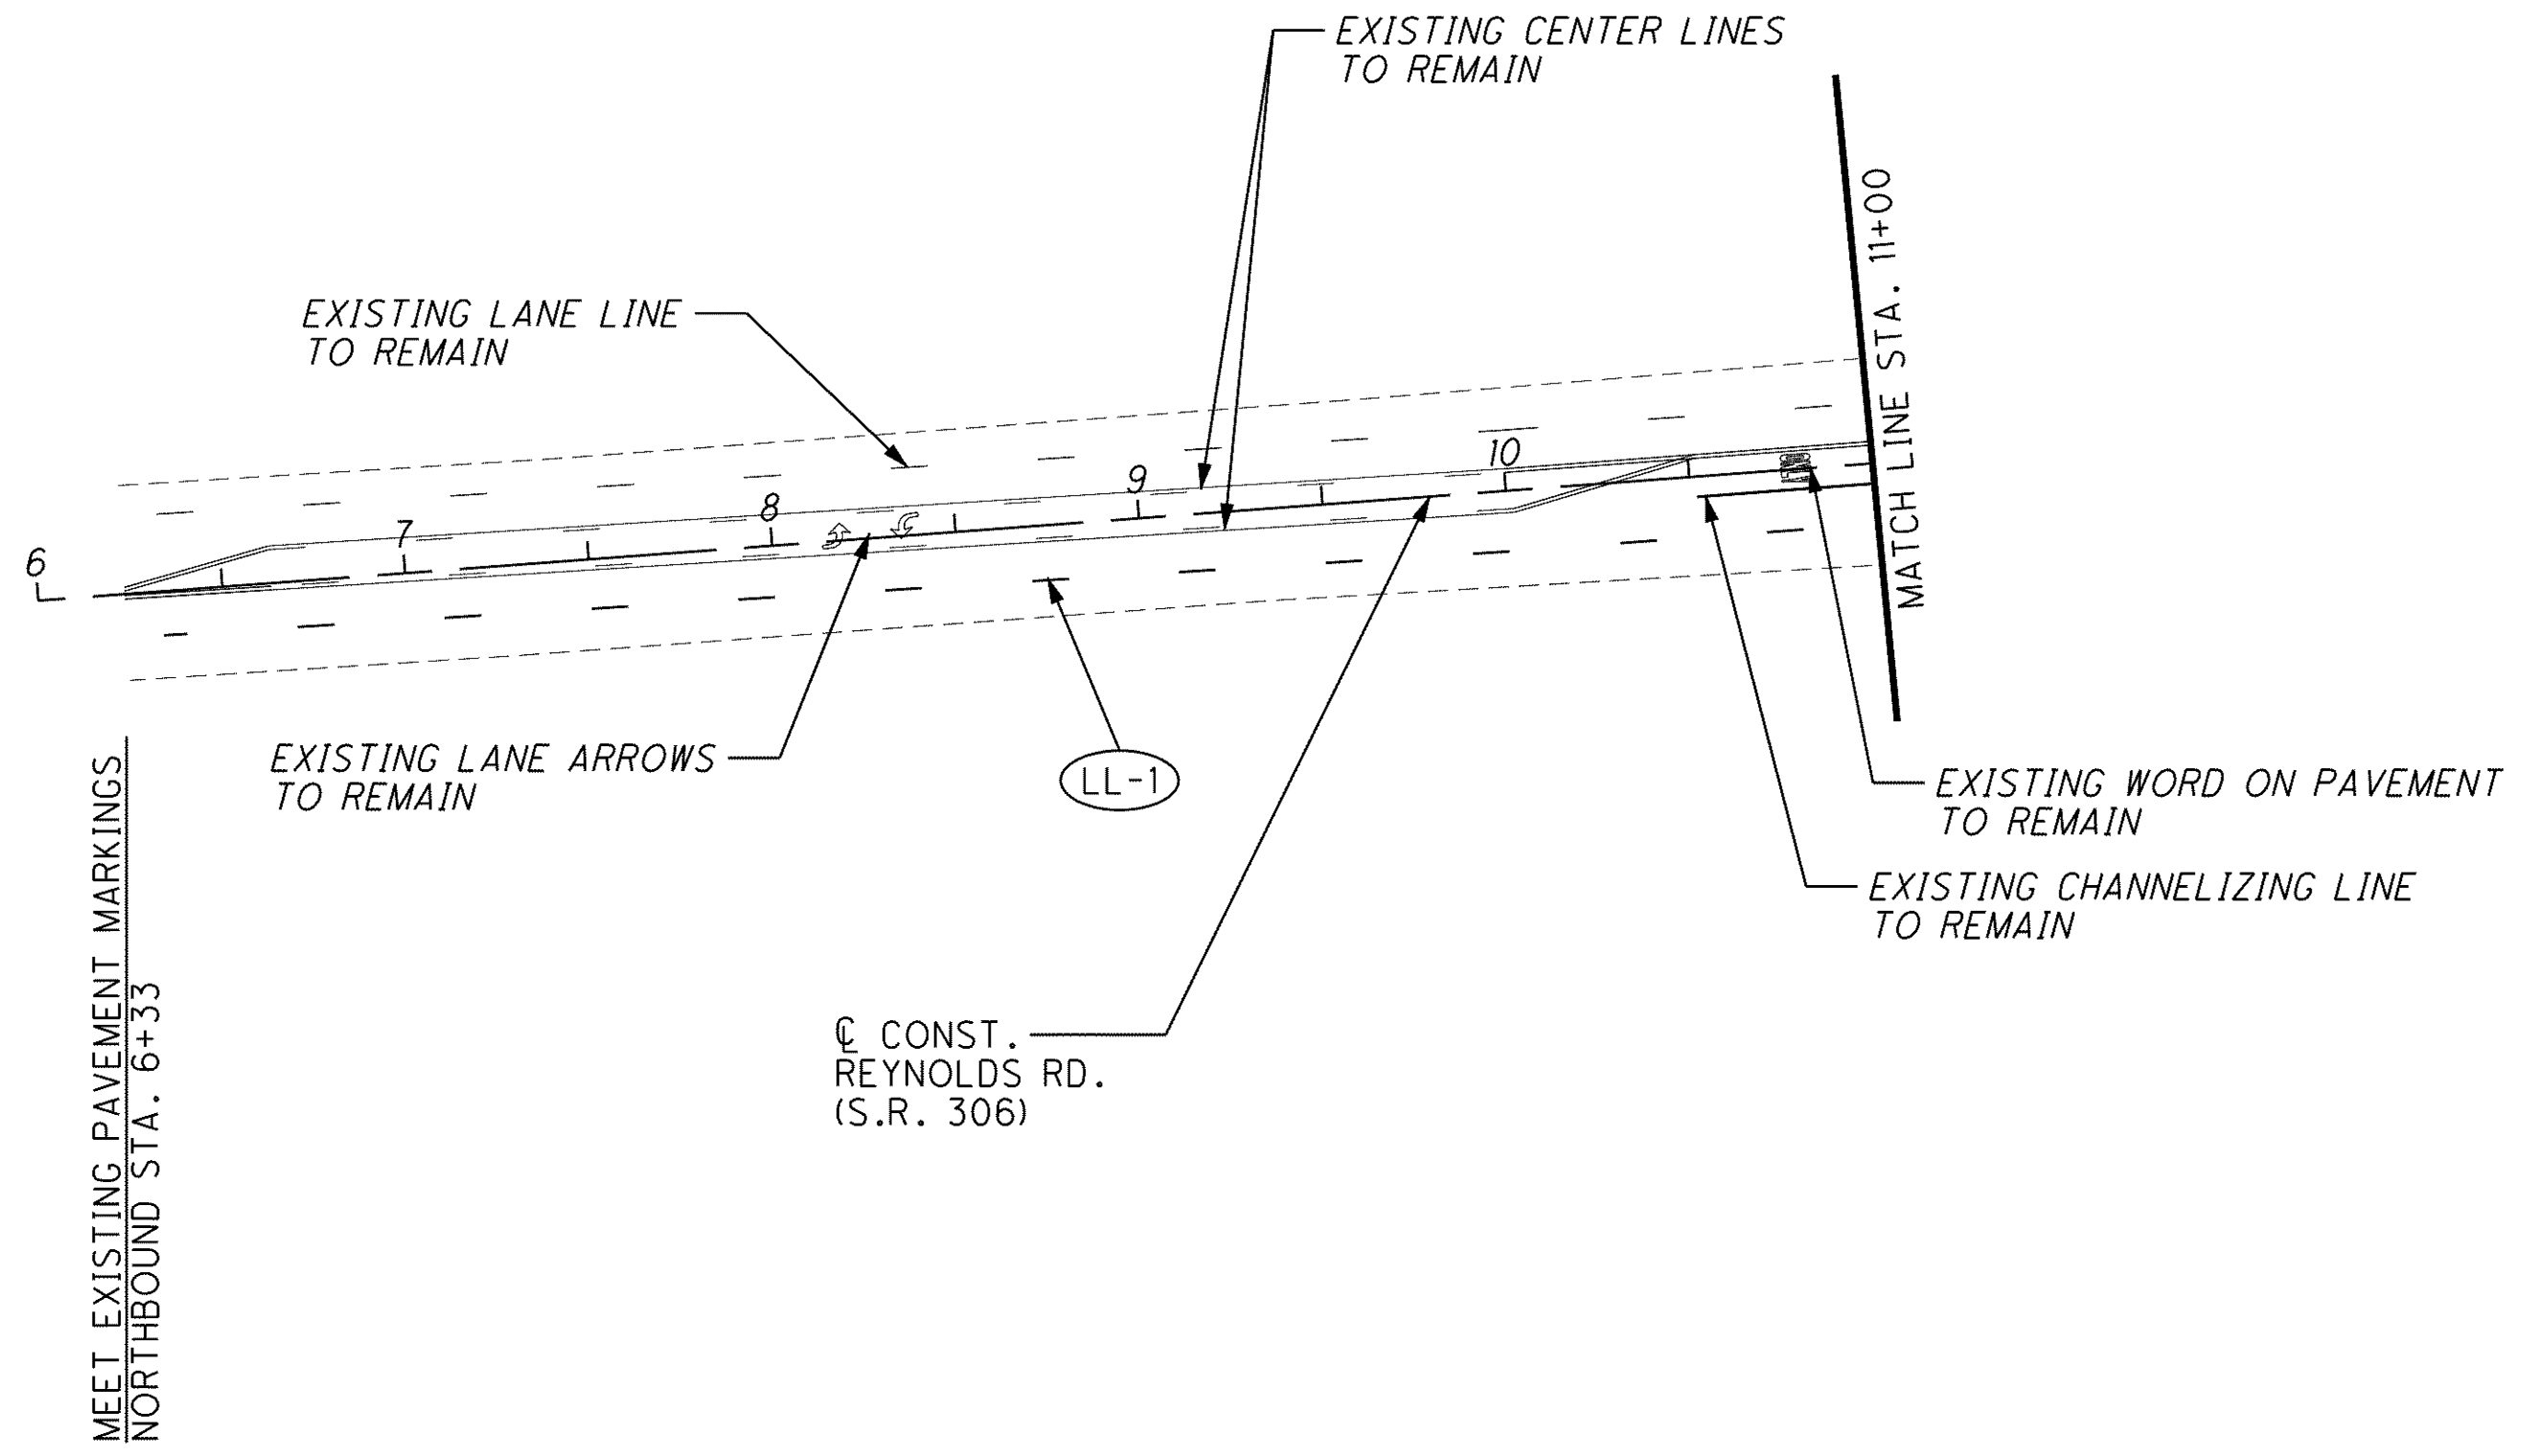 EXISTING CENTER LINES
TO REMAIN
EXISTING LANE LINE
TO REMAIN
MATCH LINE STA. 11+00
6
7
8
9
10
EXISTING LANE ARROWS
TO REMAIN
LL-1
EXISTING WORD ON PAVEMENT
TO REMAIN
EXISTING CHANNELIZING LINE
TO REMAIN
℄ CONST.
REYNOLDS RD.
(S.R. 306)
MEET EXISTING PAVEMENT MARKINGS
NORTHBOUND STA. 6+33